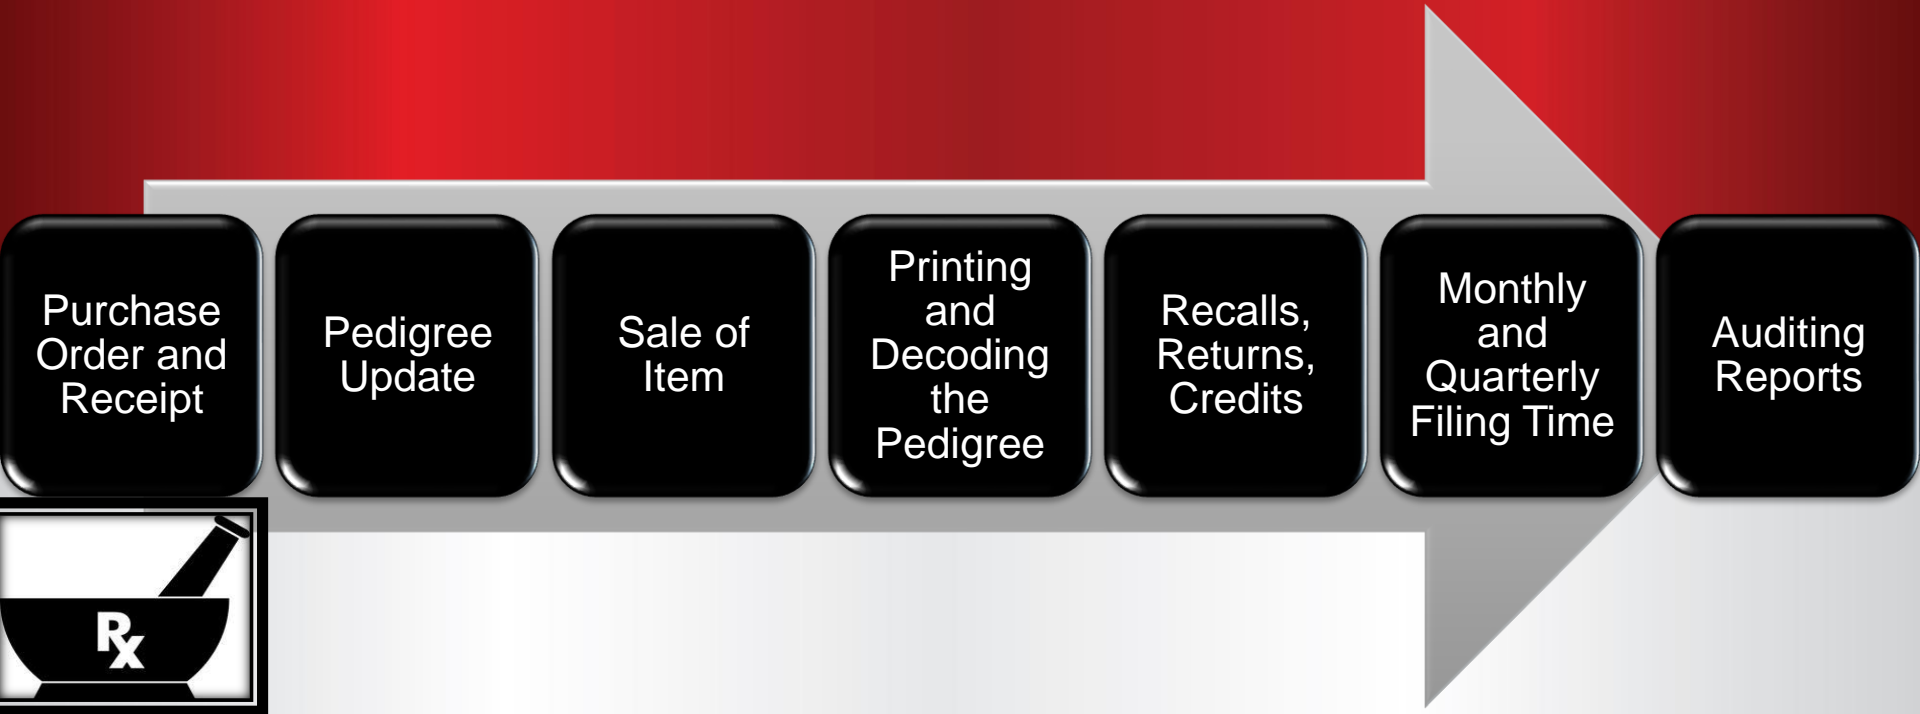 Purchase
Order and
Receipt
Pedigree
Update
Sale of
Item
Printing
and
Decoding
the
Pedigree
Recalls,
Returns,
Credits
Monthly
and
Quarterly
Filing Time
Auditing
Reports
Rx